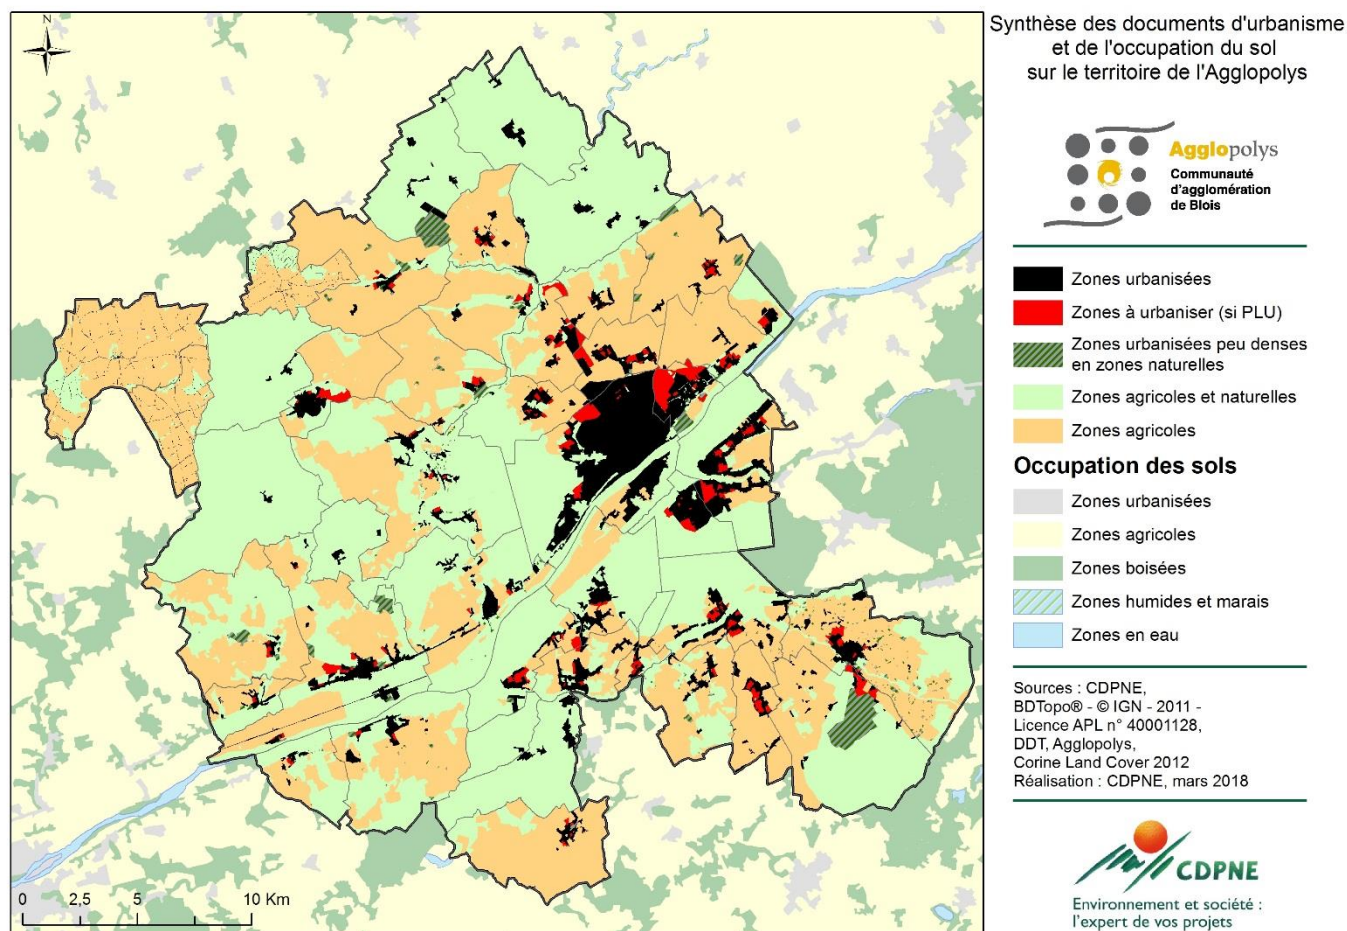 N
0 2,5 5 10 Km
Synthèse des documents d'urbanisme
et de l'occupation du sol
sur le territoire de l'Agglopolys
Agglopolys
Communauté
d'agglomération
de Blois
Zones urbanisées
Zones à urbaniser (si PLU)
Zones urbanisées peu denses
en zones naturelles
Zones agricoles et naturelles
Zones agricoles
Occupation des sols
Zones urbanisées
Zones agricoles
Zones boisées
Zones humides et marais
Zones en eau
Sources : CDPNE,
BDTopo® - © IGN - 2011 -
Licence APL n° 40001128,
DDT, Agglopolys,
Corine Land Cover 2012
Réalisation : CDPNE, mars 2018
CDPNE
Environnement et société :
l'expert de vos projets